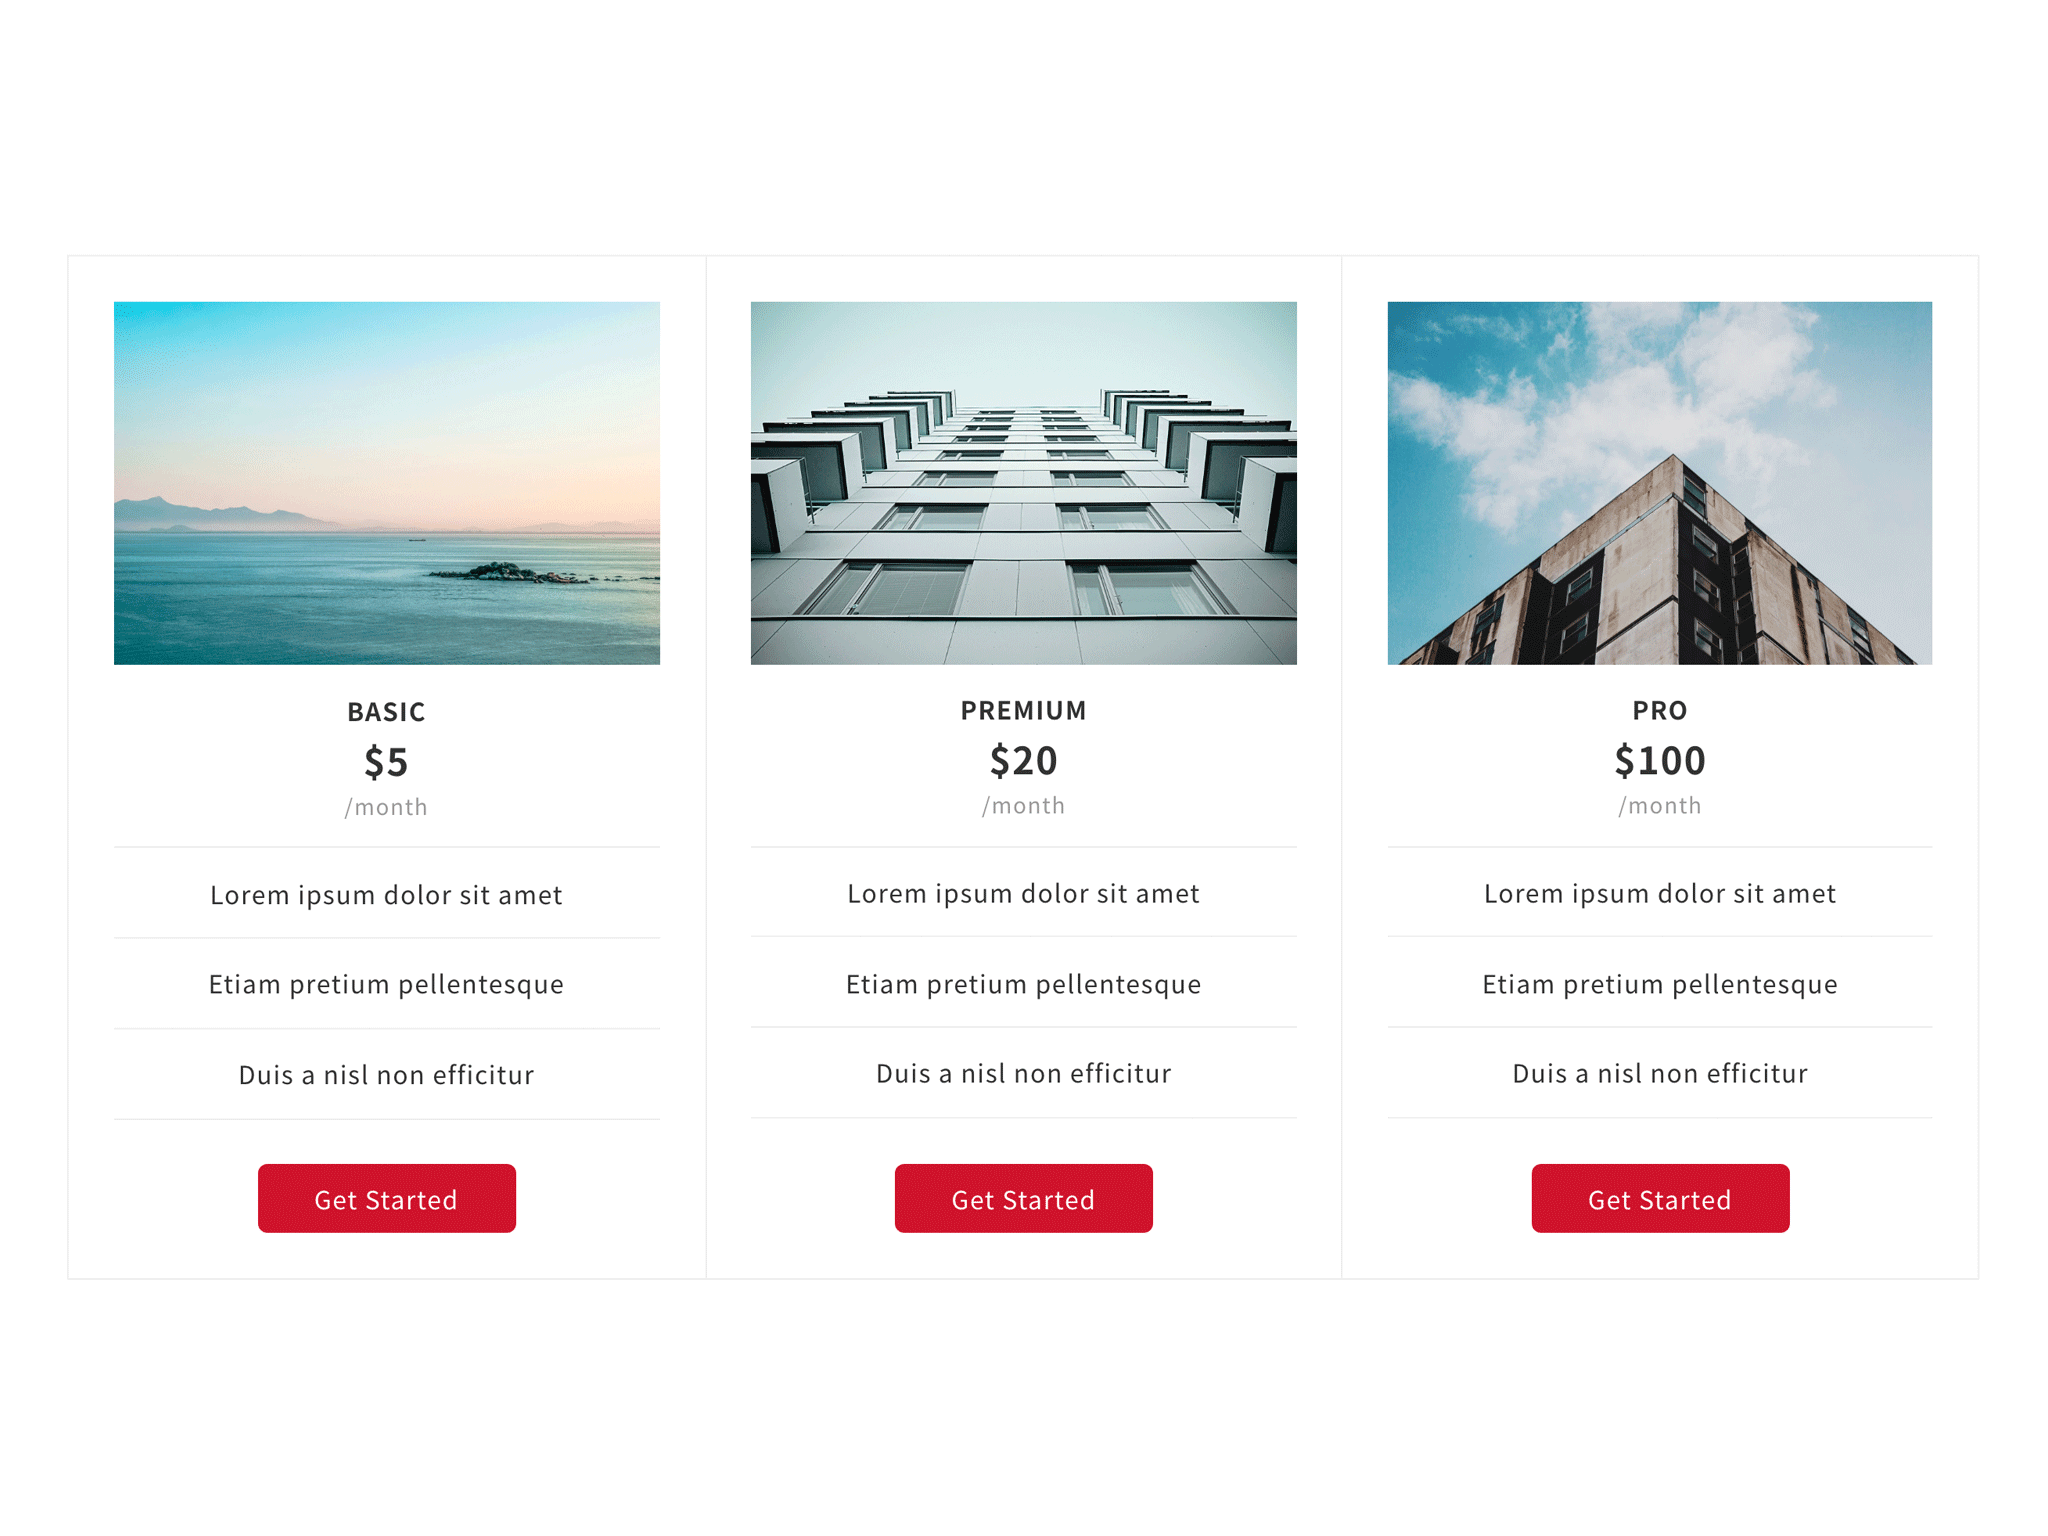 BASIC
$5
/month
Lorem ipsum dolor sit amet
Etiam pretium pellentesque
Duis a nisl non efficitur
Get Started
PREMIUM
$20
/month
Lorem ipsum dolor sit amet
Etiam pretium pellentesque
Duis a nisl non efficitur
Get Started
PRO
$100
/month
Lorem ipsum dolor sit amet
Etiam pretium pellentesque
Duis a nisl non efficitur
Get Started